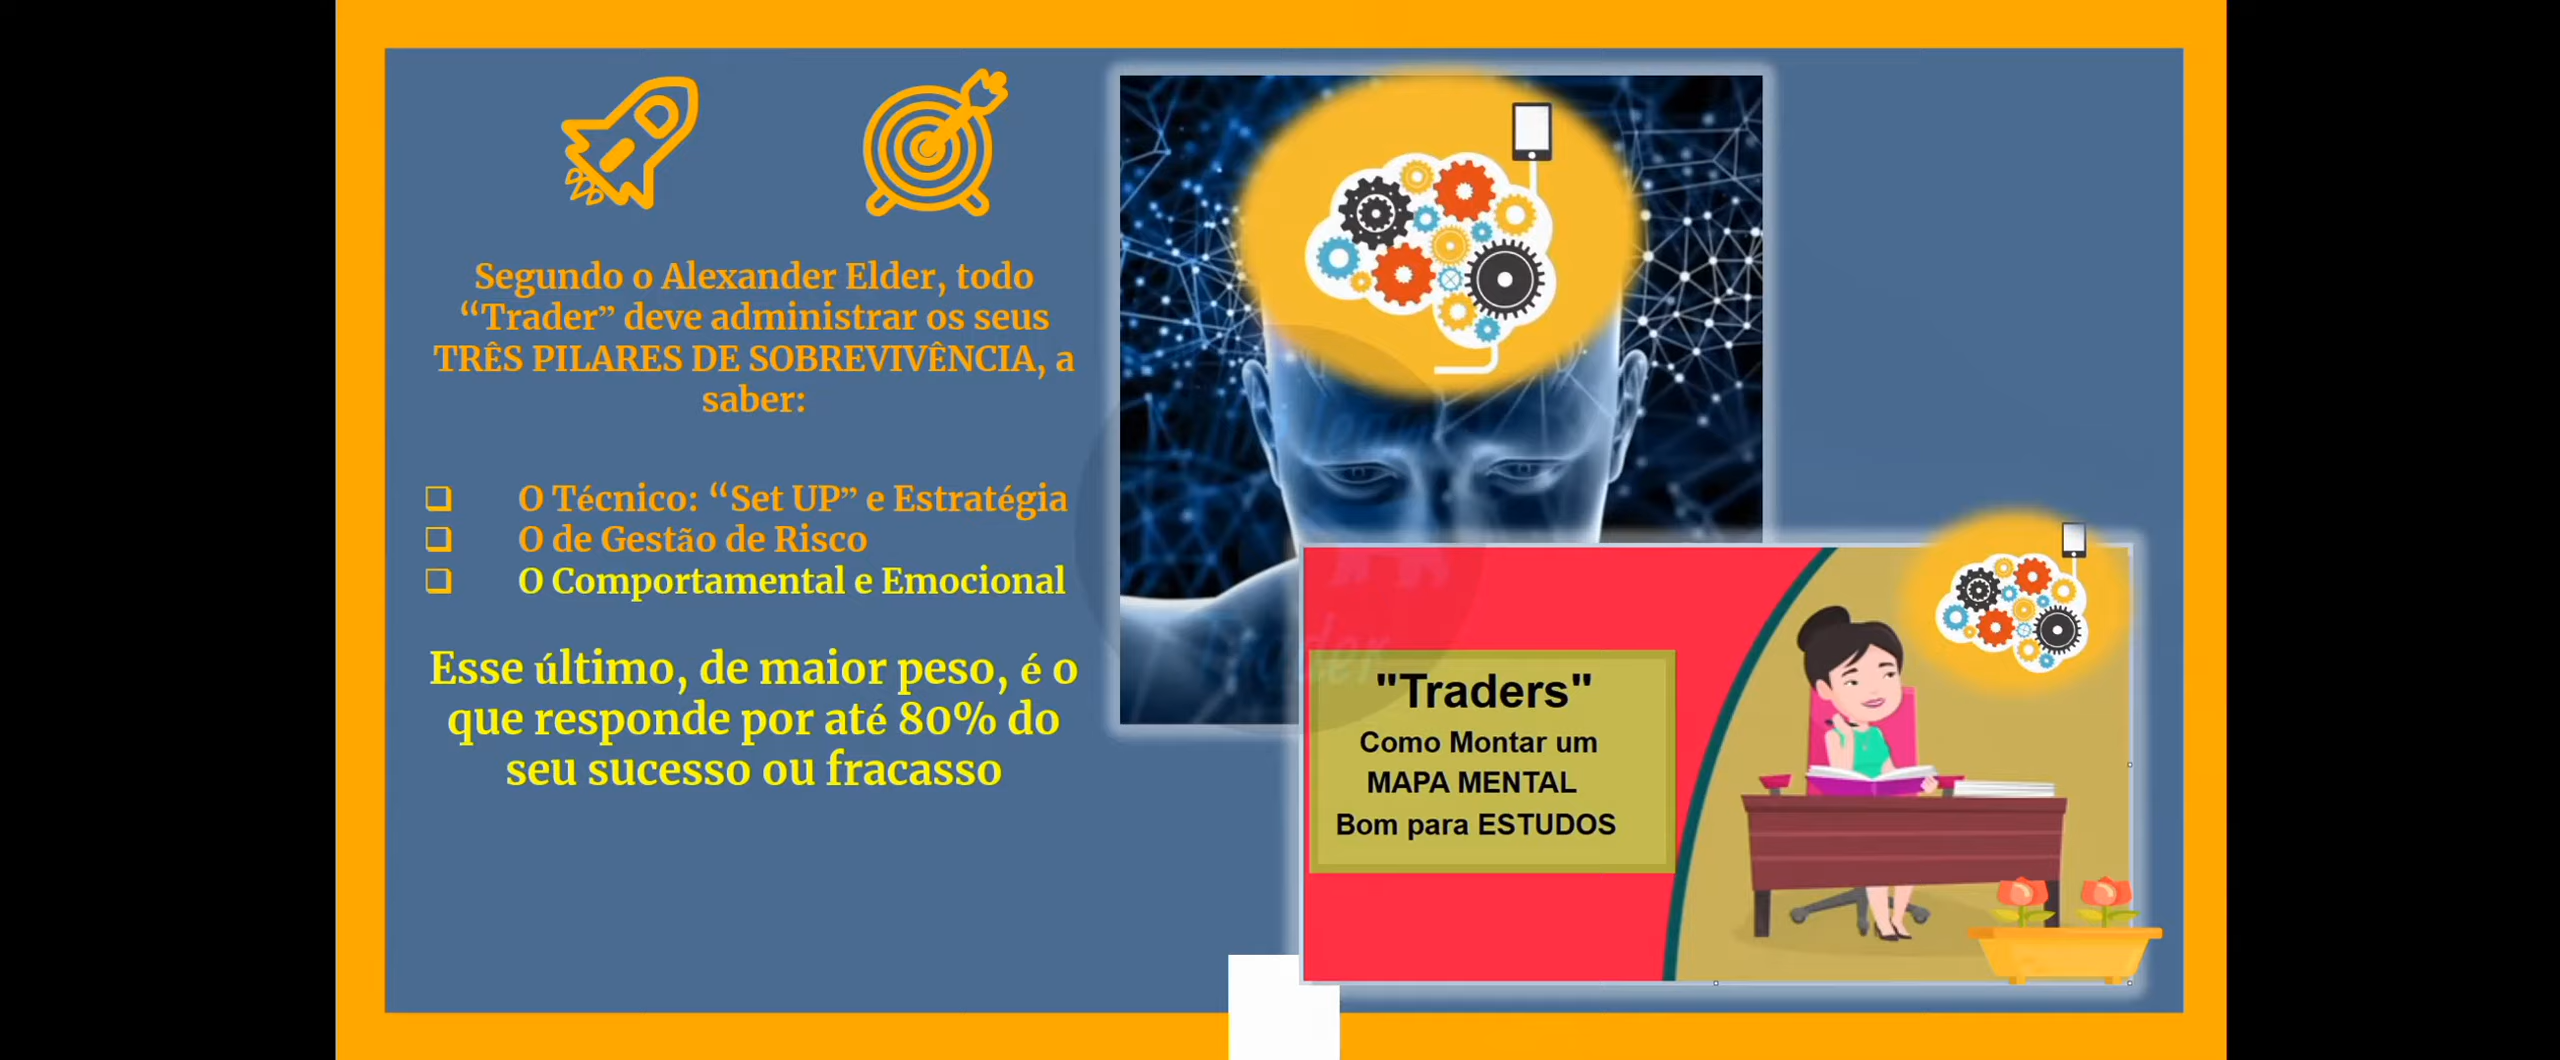 Segundo o Alexander Elder, todo
“Trader” deve administrar os seus
TRÊS PILARES DE SOBREVIVÊNCIA, a
saber:
❑ O Técnico: “Set UP” e Estratégia
❑ O de Gestão de Risco
❑ O Comportamental e Emocional
Esse último, de maior peso, é o
que responde por até 80% do
seu sucesso ou fracasso
"Traders"
Como Montar um
MAPA MENTAL
Bom para ESTUDOS
Trader